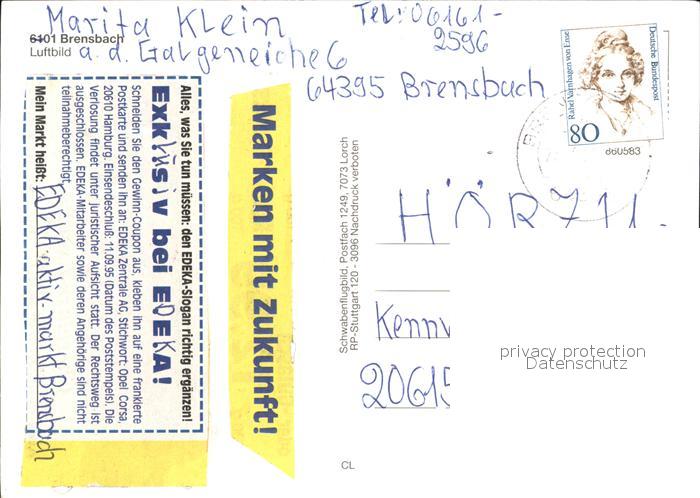 Marita Klein
6101 Brensbach
Luftbild
a. d. Galgeneiche 6
64395 Brensbach
Tel: 06161-
2596
Deutsche Bundespost
Rahel Varnhagen von Ense
80
860583
Alles, was Sie tun müssen: den EDEKA-Slogan richtig ergänzen!
Exklusiv bei EDEKA!
Schneiden Sie den Gewinn-Coupon aus, kleben ihn auf eine frankierte
Postkarte und senden ihn an: EDEKA Zentrale AG, Stichwort: Opel Corsa,
20610 Hamburg. Einsendeschluß: 11.09.95 (Datum des Poststempels). Die
Verlosung findet unter juristischer Aufsicht statt. Der Rechtsweg ist
ausgeschlossen. EDEKA-Mitarbeiter sowie deren Angehörige sind nicht
teilnahmeberechtigt.
Mein Markt heißt: EDEKA-aktiv-markt Brensbach
Marken mit Zukunft!
Schwabenflugbild, Postfach 1249, 7073 Lorch
RP-Stuttgart 120 - 3096 Nachdruck verboten
HÖRZU-
Kennw
20615
privacy protection
Datenschutz
CL